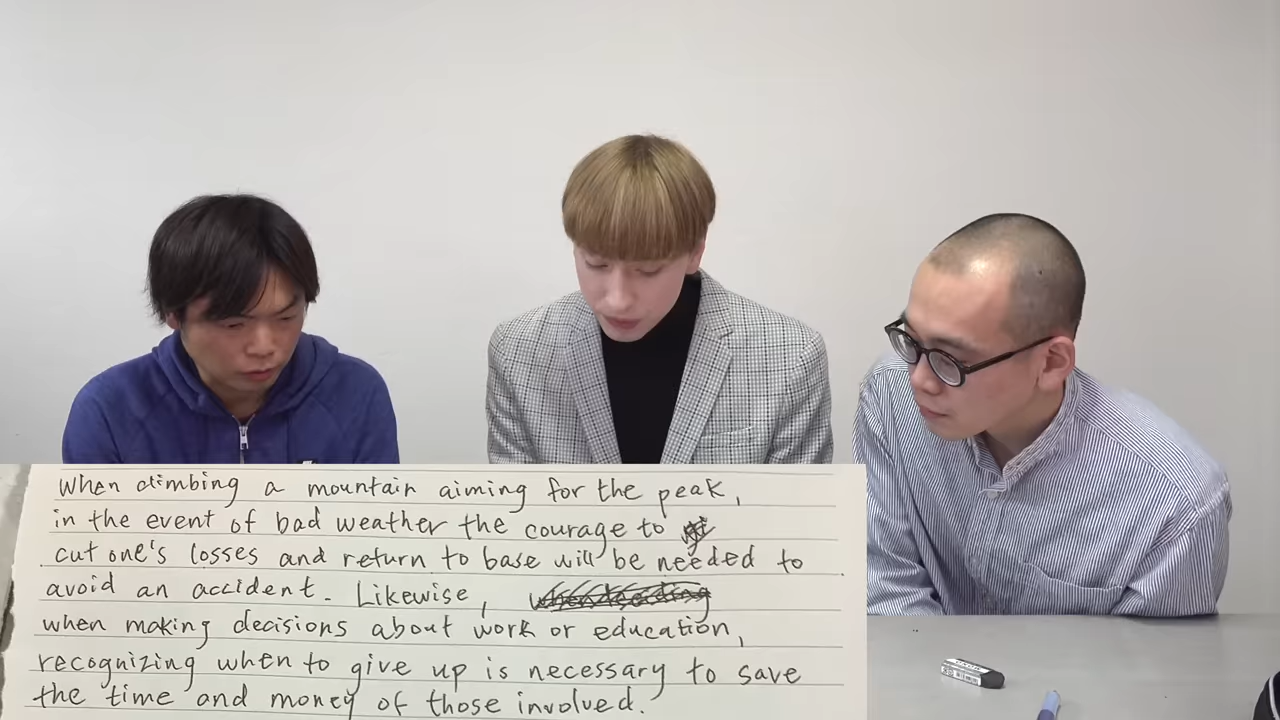 When climbing a mountain aiming for the peak,
in the event of bad weather the courage to
cut one's losses and return to base will be needed to
avoid an accident. Likewise,
when making decisions about work or education,
recognizing when to give up is necessary to save
the time and money of those involved.